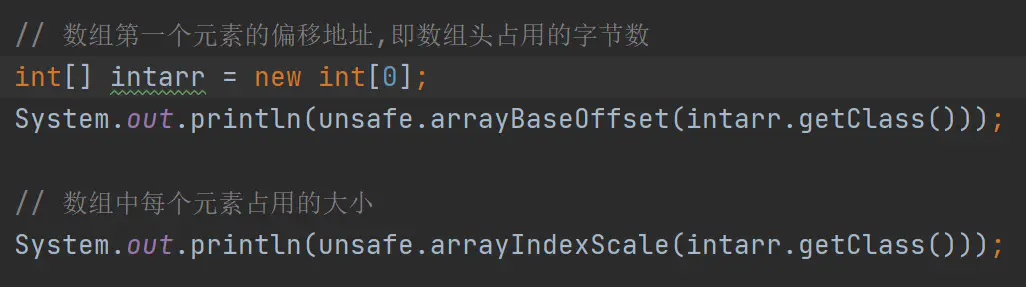 // 数组第一个元素的偏移地址,即数组头占用的字节数
int[] intarr = new int[0];
System.out.println(unsafe.arrayBaseOffset(intarr.getClass()));
// 数组中每个元素占用的大小
System.out.println(unsafe.arrayIndexScale(intarr.getClass()));